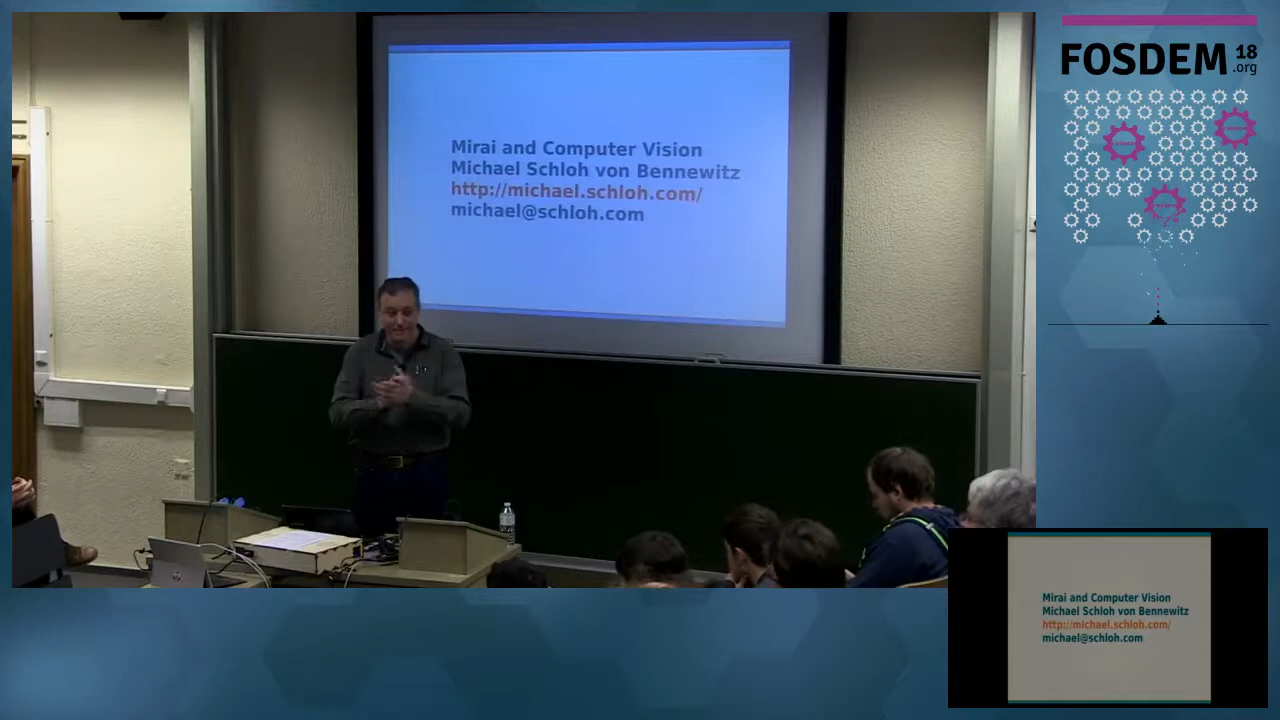 Mirai and Computer Vision
Michael Schloh von Bennewitz
http://michael.schloh.com/
michael@schloh.com
FOSDEM 18
.org
Mirai and Computer Vision
Michael Schloh von Bennewitz
http://michael.schloh.com/
michael@schloh.com